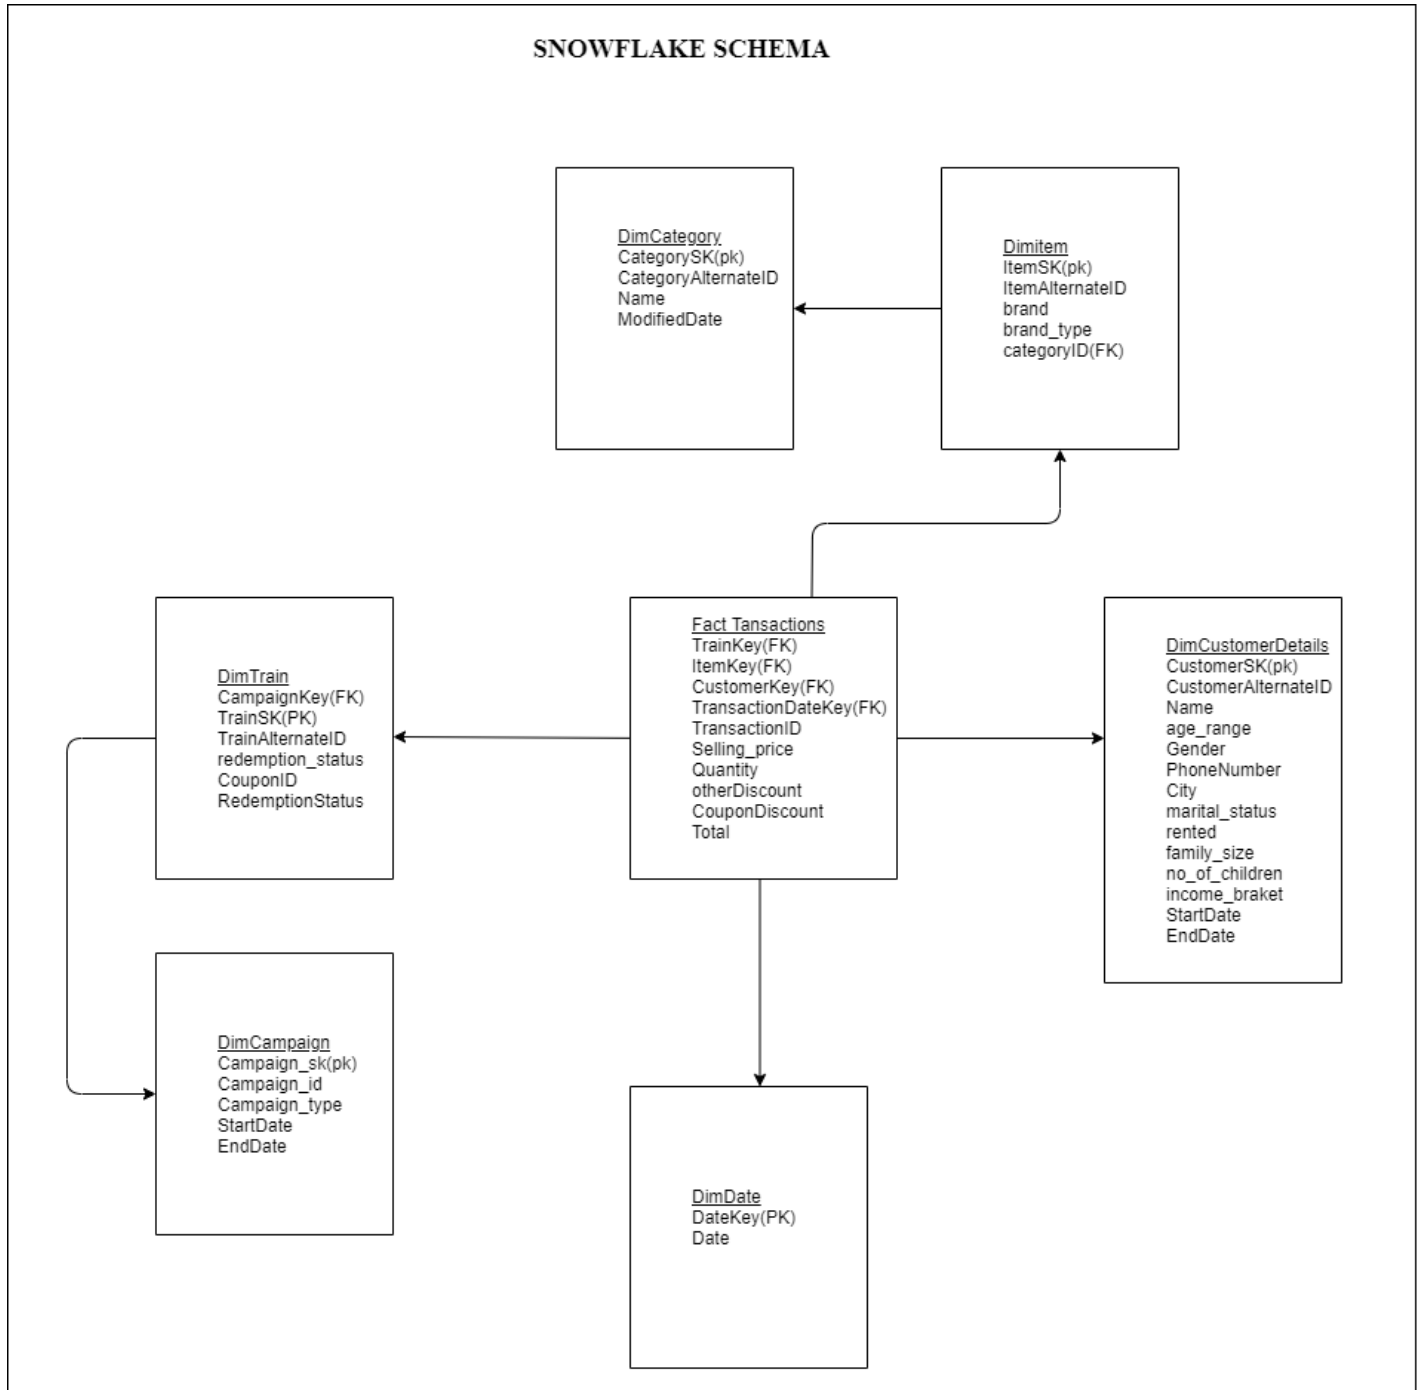 SNOWFLAKE SCHEMA
DimCategory
CategorySK(pk)
CategoryAlternateID
Name
ModifiedDate
Dimitem
ItemSK(pk)
ItemAlternateID
brand
brand_type
categoryID(FK)
DimTrain
CampaignKey(FK)
TrainSK(PK)
TrainAlternateID
redemption_status
CouponID
RedemptionStatus
Fact Tansactions
TrainKey(FK)
ItemKey(FK)
CustomerKey(FK)
TransactionDateKey(FK)
TransactionID
Selling_price
Quantity
otherDiscount
CouponDiscount
Total
DimCustomerDetails
CustomerSK(pk)
CustomerAlternateID
Name
age_range
Gender
PhoneNumber
City
marital_status
rented
family_size
no_of_children
income_braket
StartDate
EndDate
DimCampaign
Campaign_sk(pk)
Campaign_id
Campaign_type
StartDate
EndDate
DimDate
DateKey(PK)
Date